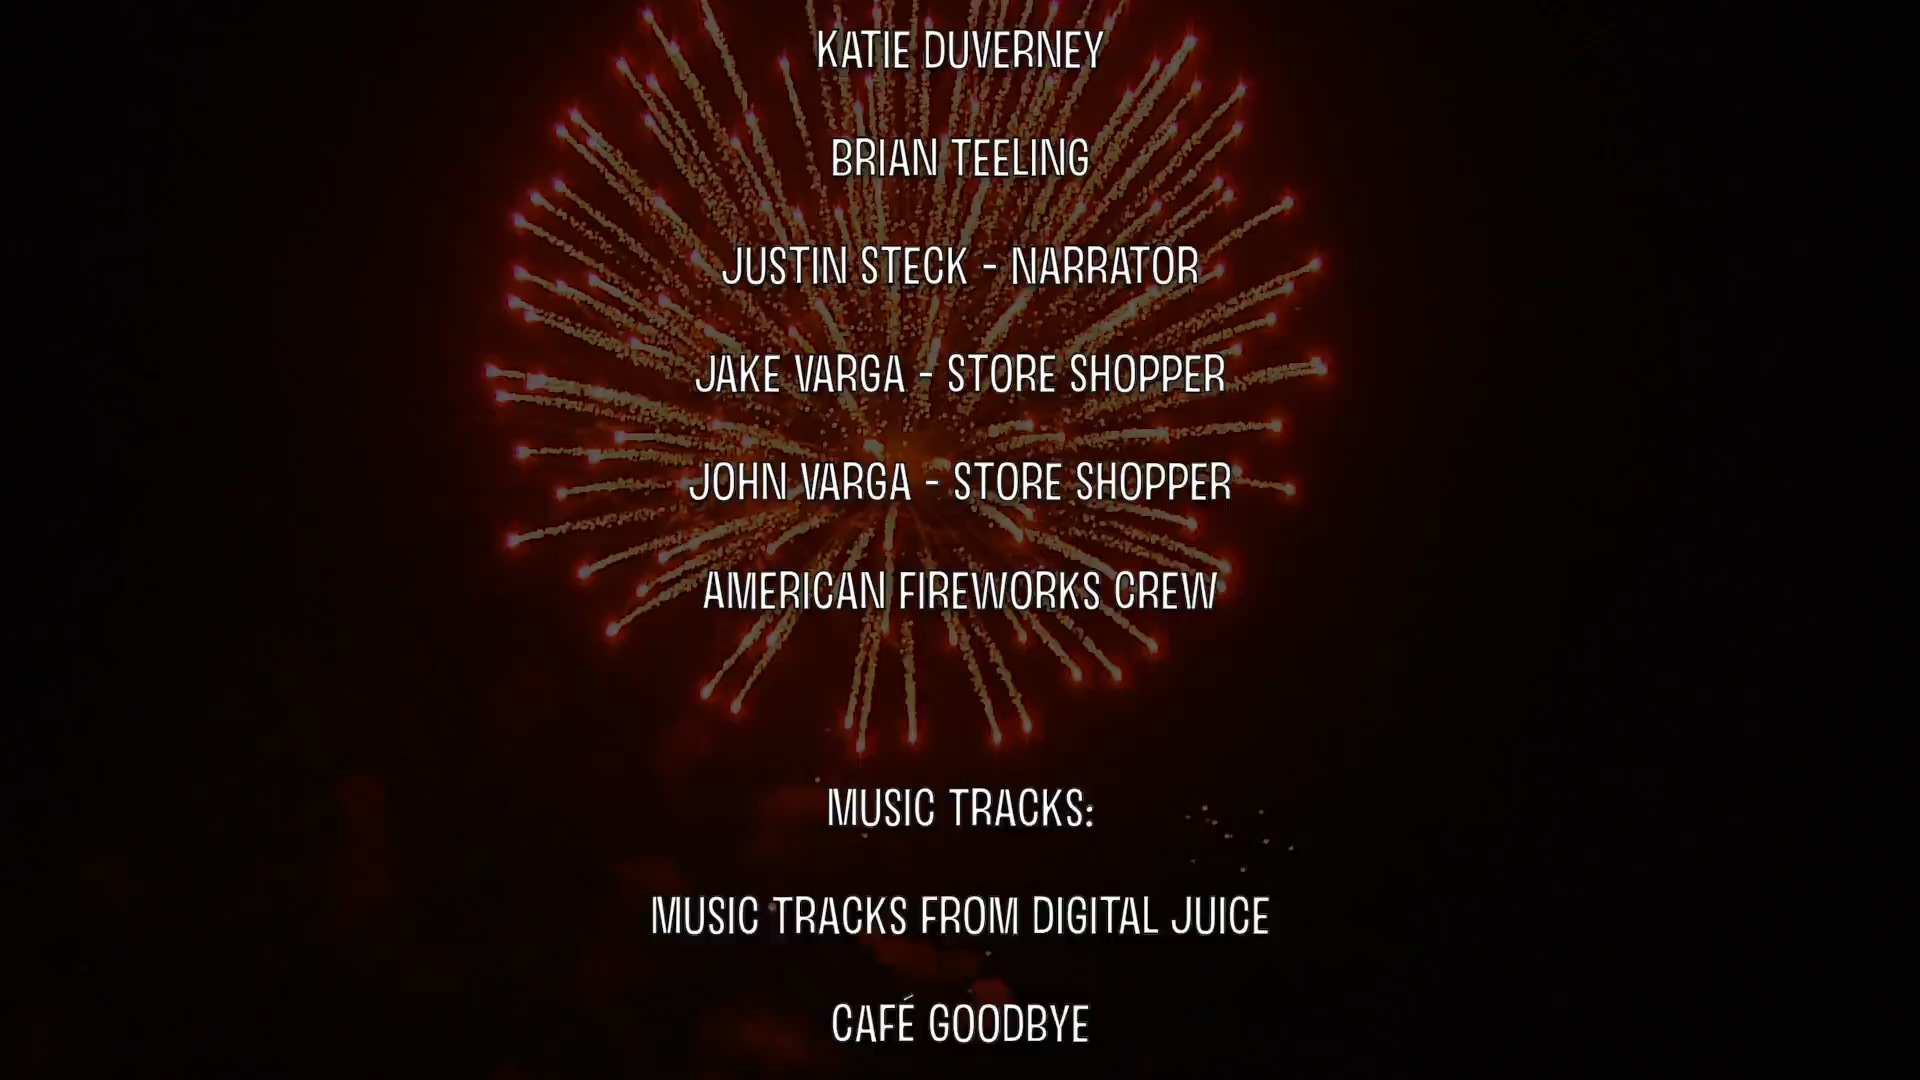 KATIE DUVERNEY
BRIAN TEELING
JUSTIN STECK - NARRATOR
JAKE VARGA - STORE SHOPPER
JOHN VARGA - STORE SHOPPER
AMERICAN FIREWORKS CREW
MUSIC TRACKS:
MUSIC TRACKS FROM DIGITAL JUICE
CAFÉ GOODBYE